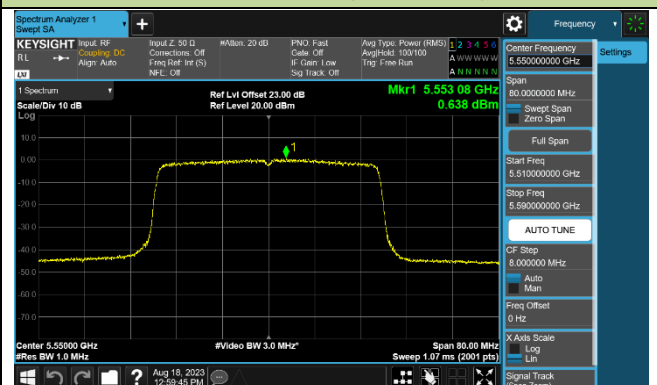 Spectrum Analyzer 1
Swept SA
+
Frequency
KEYSIGHT
RL
LXI
Input: RF
Coupling: DC
Align: Auto
Input Z: 50 Ω
Corrections: Off
Freq Ref: Int (S)
NFE: Off
#Atten: 20 dB
PNO: Fast
Gate: Off
IF Gain: Low
Sig Track: Off
Avg Type: Power (RMS)
Avg|Hold: 100/100
Trig: Free Run
1 2 3 4 5 6
A W W W W W
A N N N N N
1 Spectrum
Scale/Div 10 dB
Log
Ref Lvl Offset 23.00 dB
Ref Level 20.00 dBm
Mkr1 5.553 08 GHz
0.638 dBm
10.0
0.00
-10.0
-20.0
-30.0
-40.0
-50.0
-60.0
-70.0
1
Center 5.55000 GHz
#Res BW 1.0 MHz
#Video BW 3.0 MHz*
Span 80.00 MHz
Sweep 1.07 ms (2001 pts)
Aug 18, 2023
12:59:45 PM
Center Frequency
5.550000000 GHz
Settings
Span
80.0000000 MHz
Swept Span
Zero Span
Full Span
Start Freq
5.510000000 GHz
Stop Freq
5.590000000 GHz
AUTO TUNE
CF Step
8.000000 MHz
Auto
Man
Freq Offset
0 Hz
X Axis Scale
Log
Lin
Signal Track
(Span Zoom)